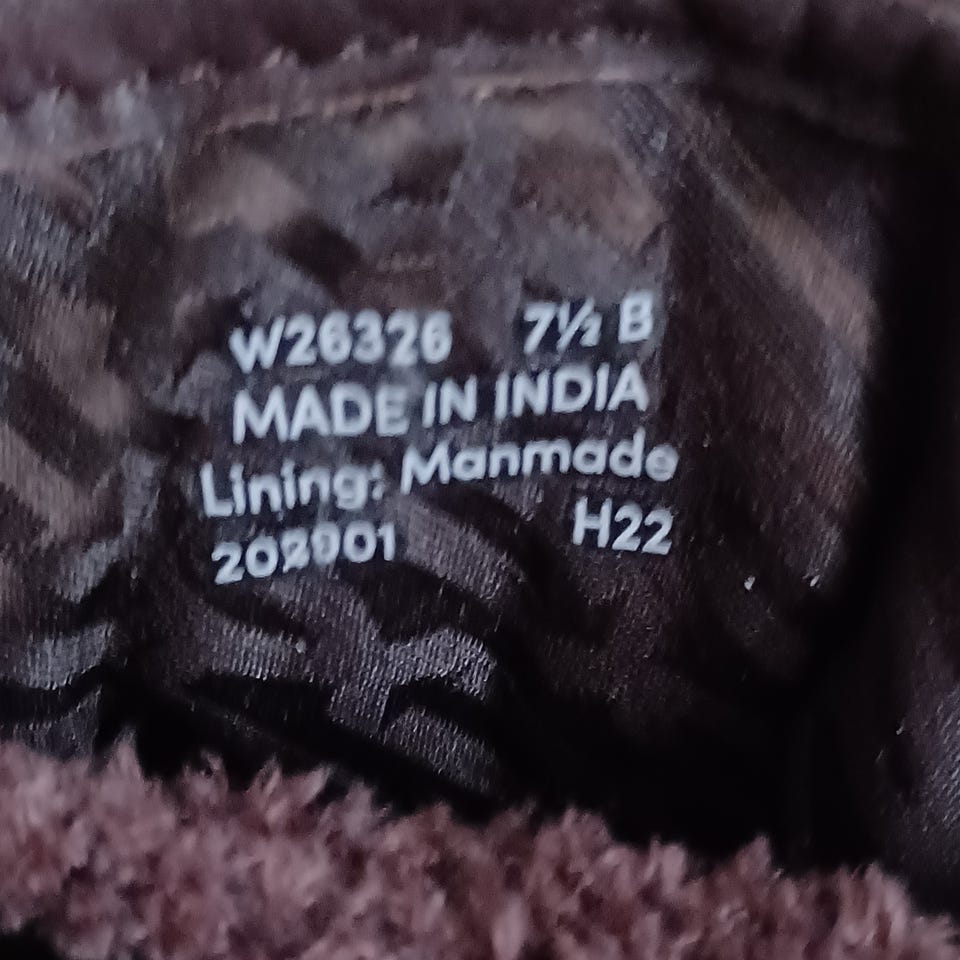 W26326 7½ B
MADE IN INDIA
Lining: Manmade
H22